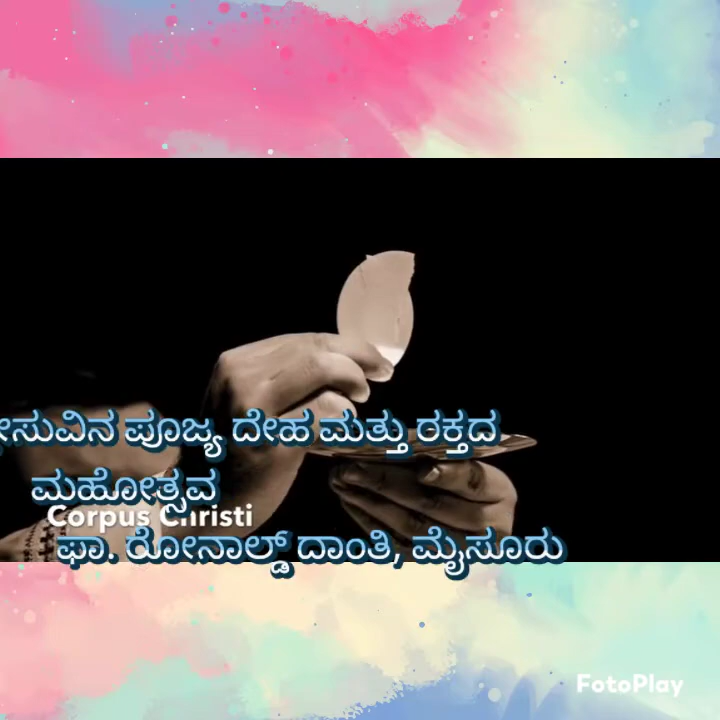 ಪೂಜ್ಯ ದೇಹ ಮತ್ತು ರಕ್ತದ
ಮಹೋತ್ಸವ
Corpus Christi
ಫಾ. ರೋನಾಲ್ಡ್ ದಾಂತಿ, ಮೈಸೂರು
FotoPlay